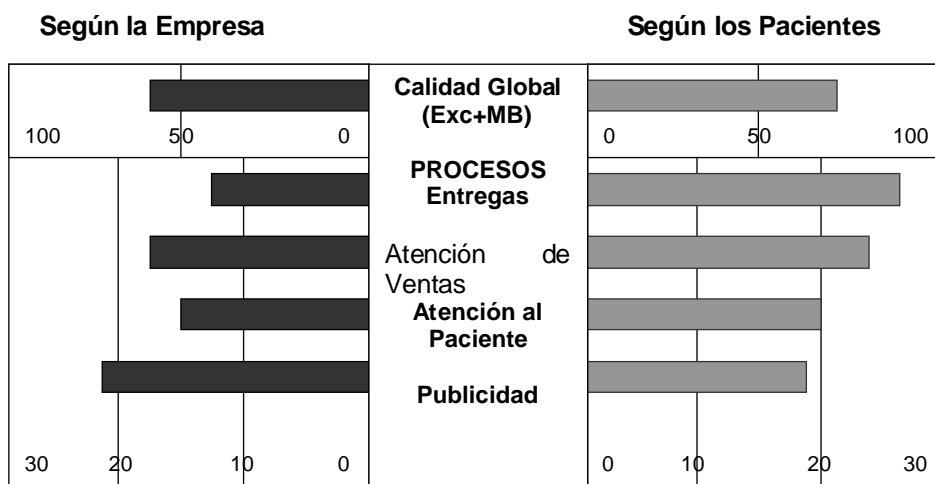 Según la Empresa
Según los Pacientes
Calidad Global
(Exc+MB)
100 50 0
0 50 100
PROCESOS
Entregas
Atención de
Ventas
Atención al
Paciente
Publicidad
30 20 10 0
0 10 20 30